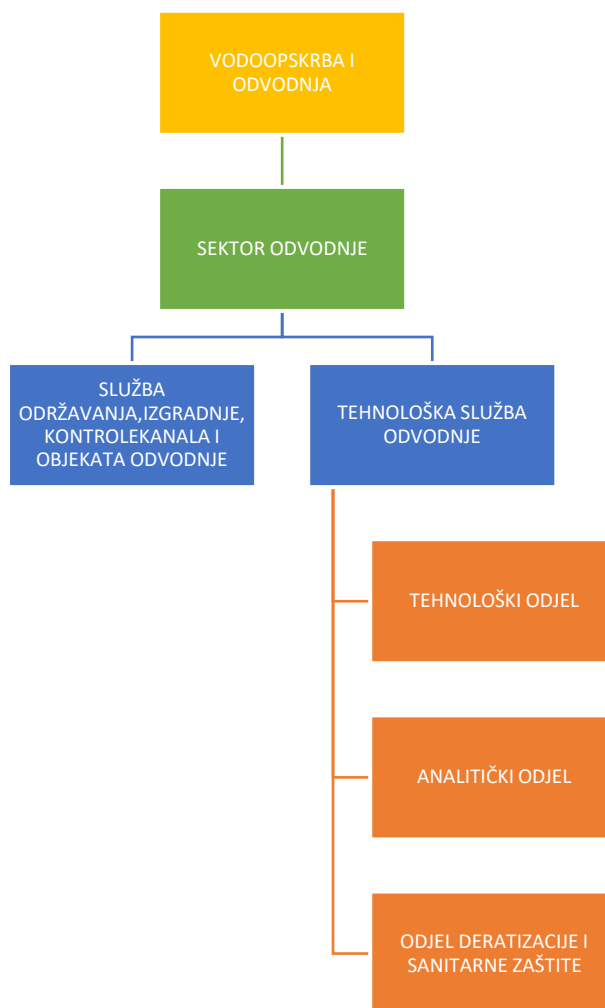 VODOOPSKRBA I
ODVODNJA
SEKTOR ODVODNJE
SLUŽBA
ODRŽAVANJA,IZGRADNJE,
KONTROLEKANALA I
OBJEKATA ODVODNJE
TEHNOLOŠKA SLUŽBA
ODVODNJE
TEHNOLOŠKI ODJEL
ANALITIČKI ODJEL
ODJEL DERATIZACIJE I
SANITARNE ZAŠTITE